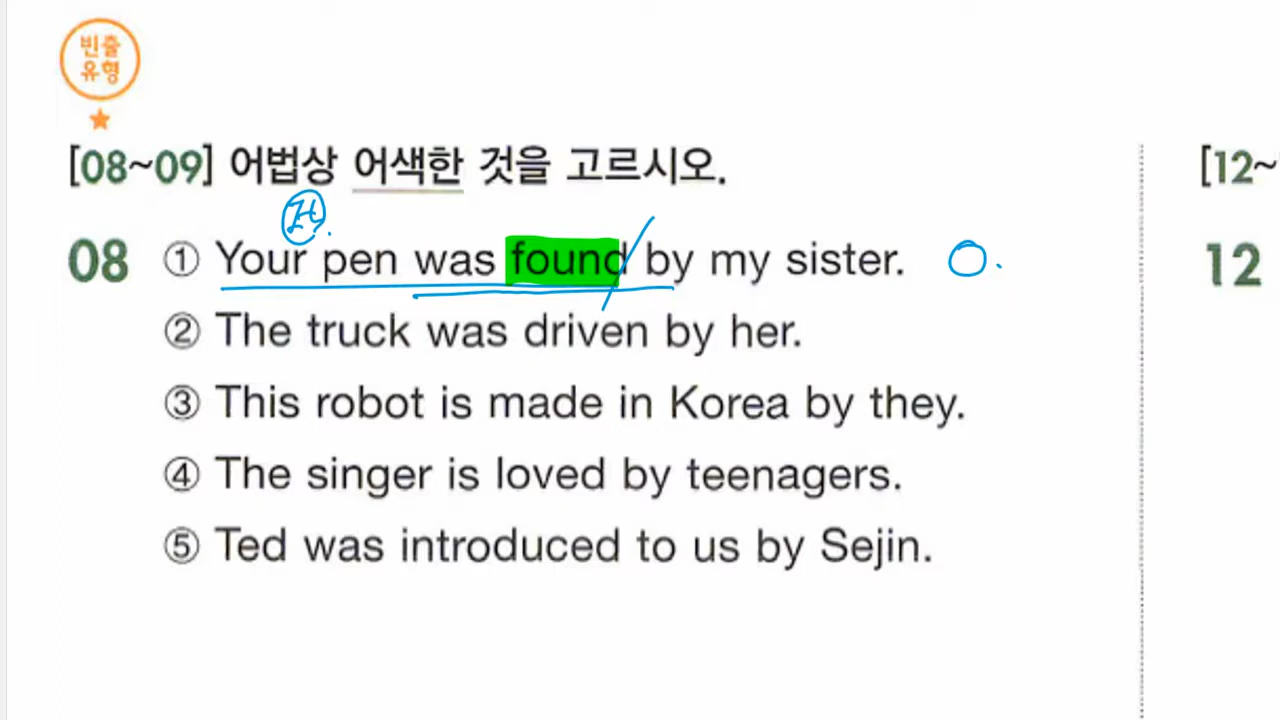 빈출
유형
[08~09] 어법상 어색한 것을 고르시오.
08 ① Your pen was found by my sister.
② The truck was driven by her.
③ This robot is made in Korea by they.
④ The singer is loved by teenagers.
⑤ Ted was introduced to us by Sejin.
[12~
12